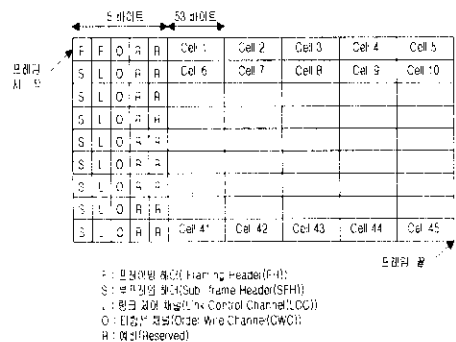 5 바이트 53 바이트
F F O R R Cell 1 Cell 2 Cell 3 Cell 4 Cell 5
프레임
시작
S L O R R Cell 6 Cell 7 Cell 8 Cell 9 Cell 10
S L O R R
S L O R R
S L O R R
S L O R R
S L O R R
S L O R R
S L O R R Cell 41 Cell 42 Cell 43 Cell 44 Cell 45
프레임 끝
F : 프레이밍 헤더(Framing Header(FH))
S : 부프레임 헤더(Sub-frame Header(SFH))
L : 링크 제어 채널(Link Control Channel(LCC))
O : 타합선 채널(Order Wire Channel(OWC))
R : 예비(Reserved)